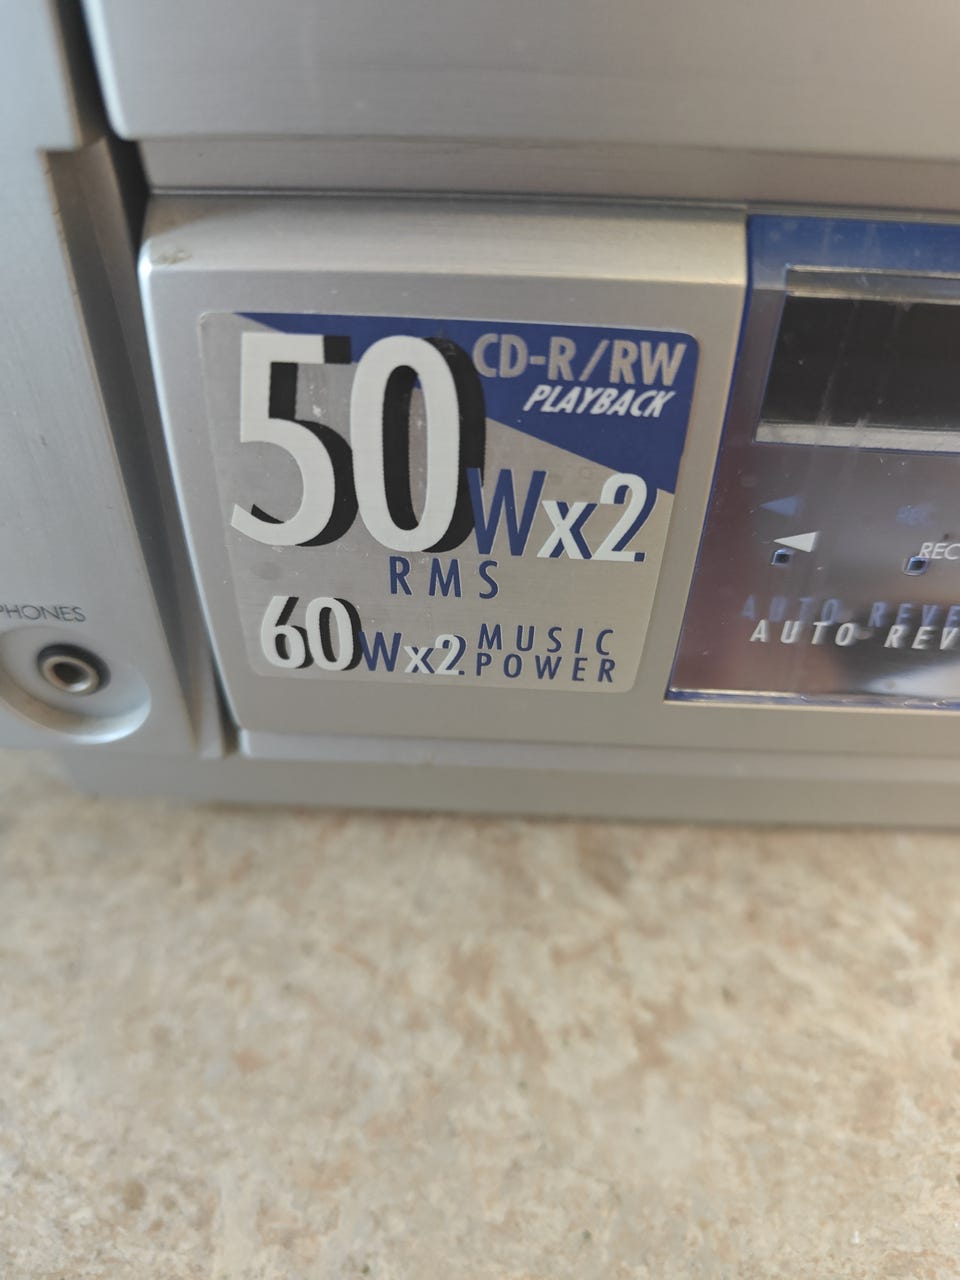 50Wx2
RMS
CD-R/RW
PLAYBACK
60Wx2 MUSIC
POWER
PHONES
REC
AUTO REV